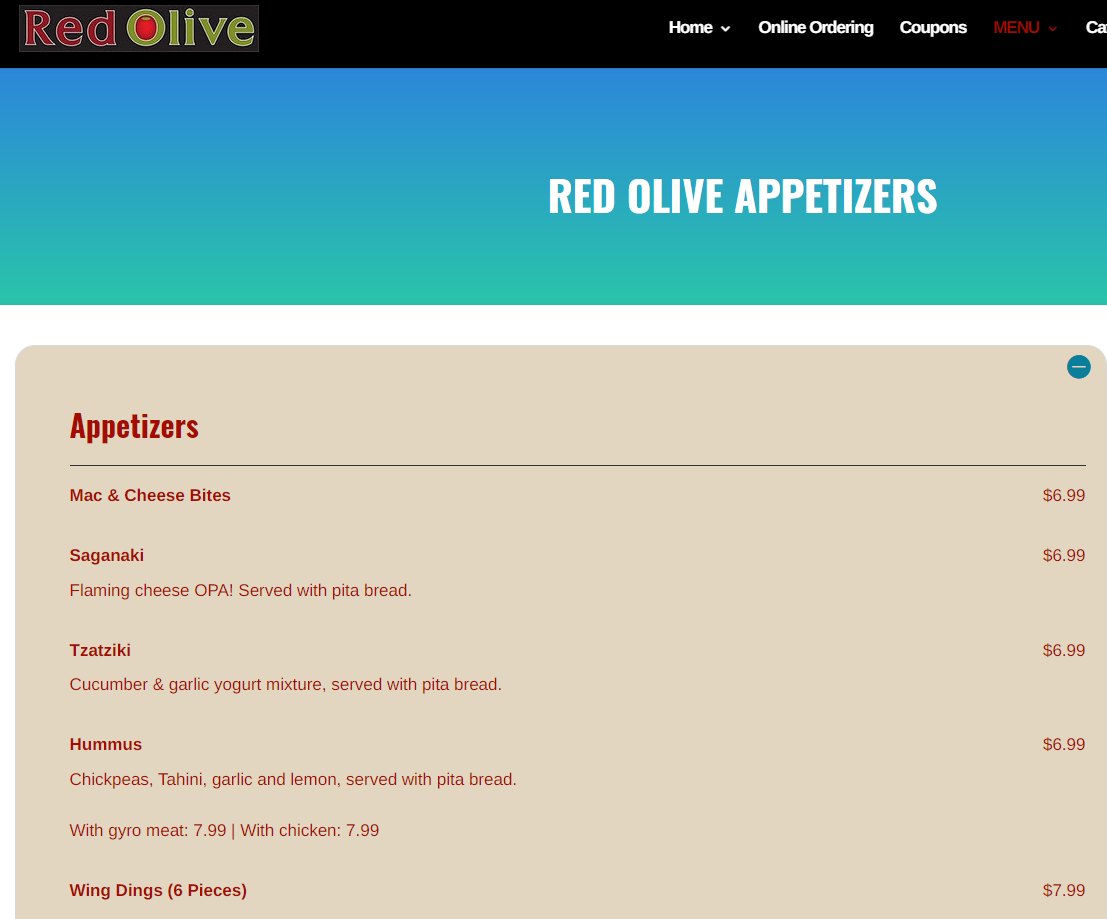 Red Olive
Home Online Ordering Coupons MENU
RED OLIVE APPETIZERS
Appetizers
Mac & Cheese Bites $6.99
Saganaki $6.99
Flaming cheese OPA! Served with pita bread.
Tzatziki $6.99
Cucumber & garlic yogurt mixture, served with pita bread.
Hummus $6.99
Chickpeas, Tahini, garlic and lemon, served with pita bread.
With gyro meat: 7.99 | With chicken: 7.99
Wing Dings (6 Pieces) $7.99